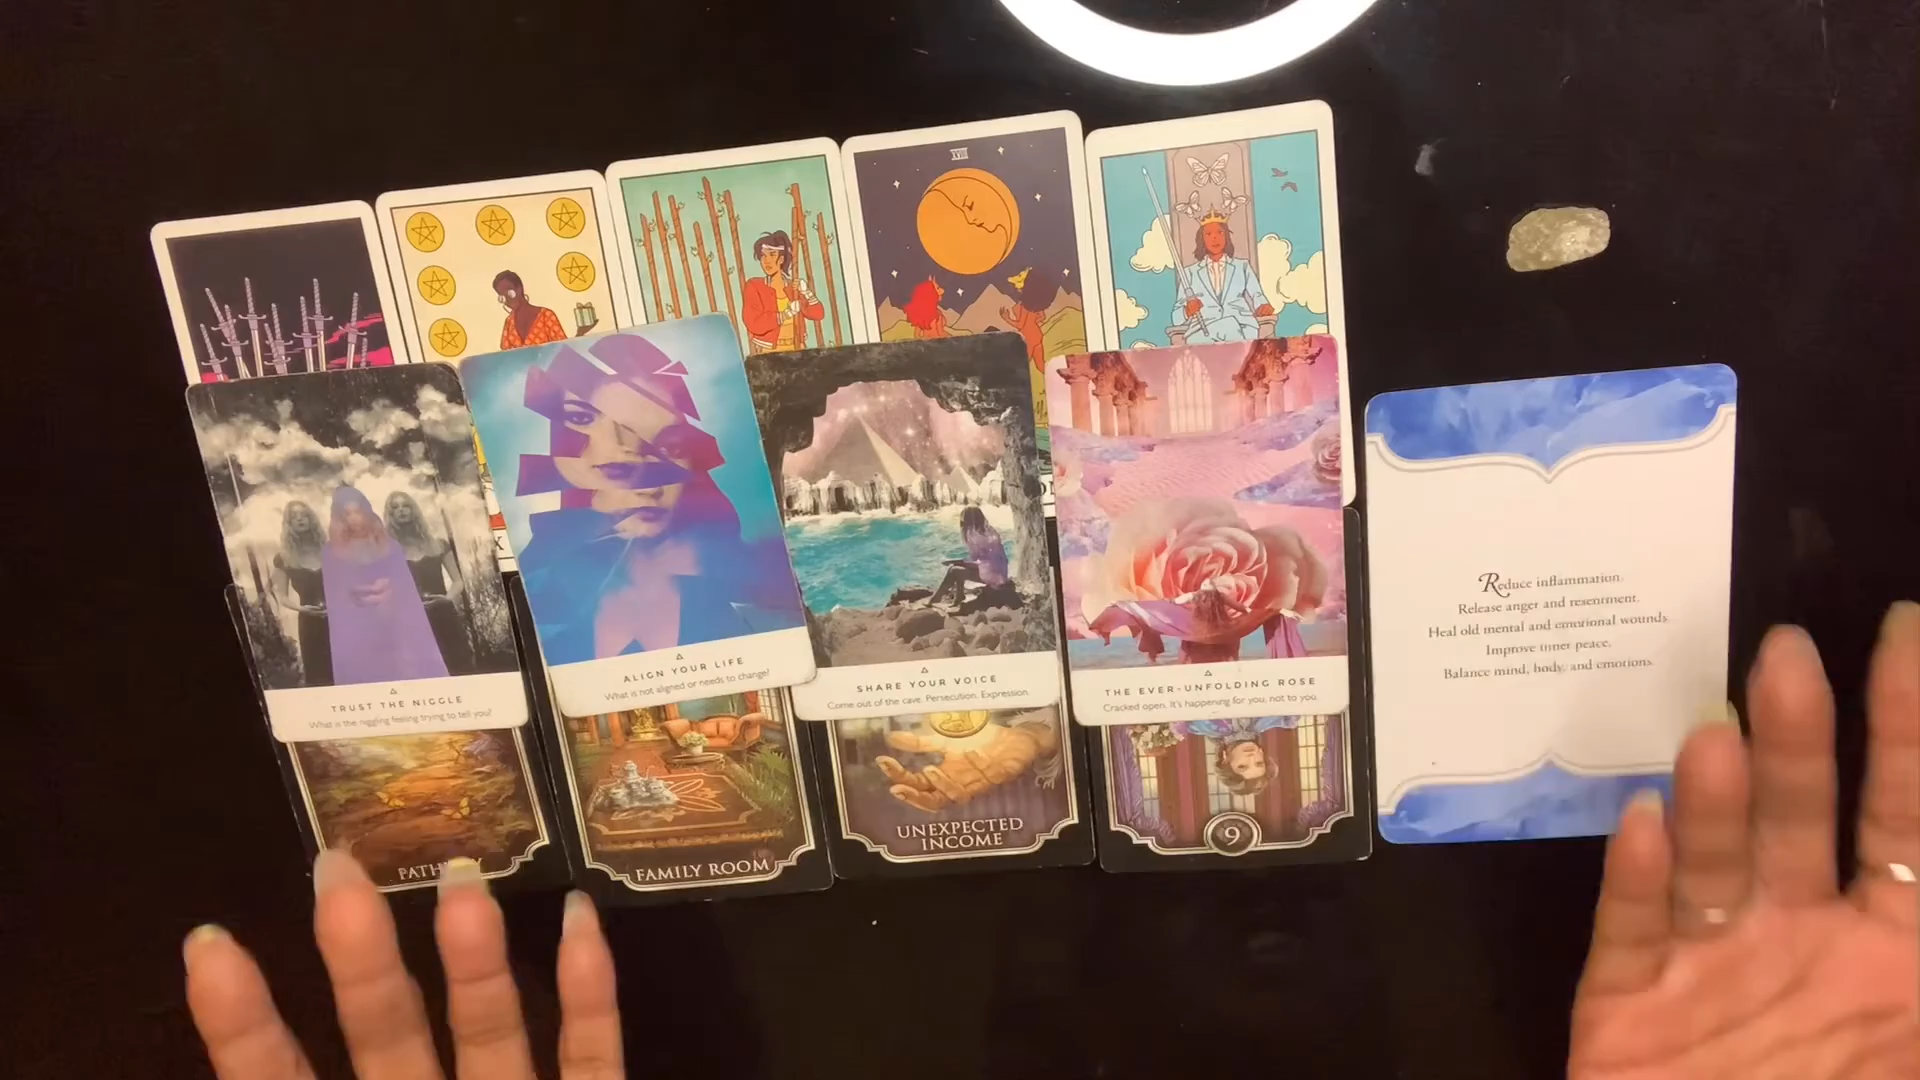 XVIII
X
TRUST THE NIGGLE
What is the niggling feeling trying to tell you?
ALIGN YOUR LIFE
What is not aligned or needs to change?
SHARE YOUR VOICE
Come out of the cave. Persecution. Expression.
THE EVER-UNFOLDING ROSE
Cracked open. It's happening for you, not to you.
Reduce inflammation.
Release anger and resentment.
Heal old mental and emotional wounds.
Improve inner peace.
Balance mind, body, and emotions.
FAMILY ROOM
UNEXPECTED
INCOME
9